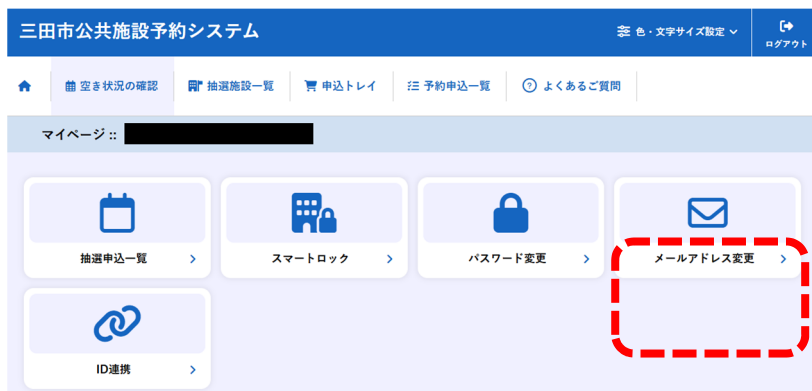 三田市公共施設予約システム
色・文字サイズ設定
ログアウト
空き状況の確認
抽選施設一覧
申込トレイ
予約申込一覧
よくあるご質問
マイページ ::
抽選申込一覧
スマートロック
パスワード変更
メールアドレス変更
ID連携